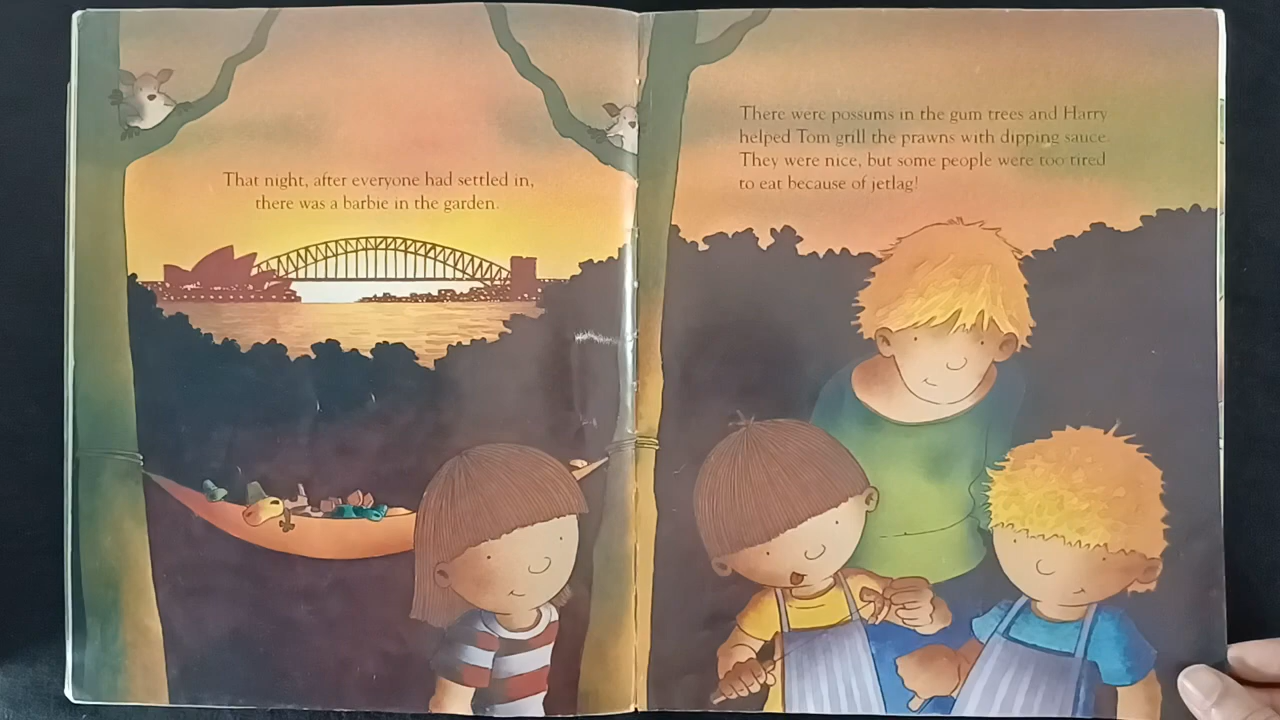 That night, after everyone had settled in,
there was a barbie in the garden.
There were possums in the gum trees and Harry
helped Tom grill the prawns with dipping sauce.
They were nice, but some people were too tired
to eat because of jetlag!